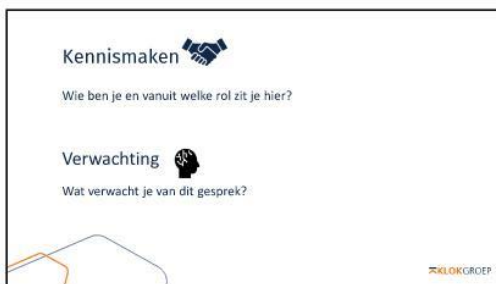 Kennismaken
Wie ben je en vanuit welke rol zit je hier?
Verwachting
Wat verwacht je van dit gesprek?
KLOKGROEP